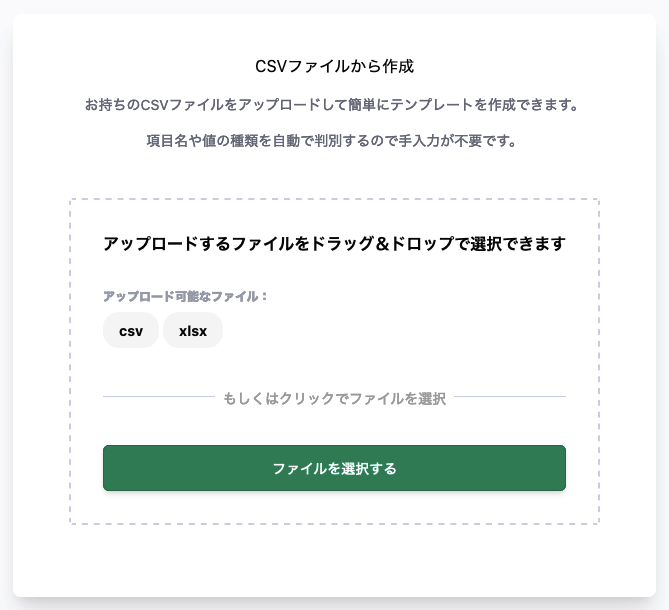 CSVファイルから作成
お持ちのCSVファイルをアップロードして簡単にテンプレートを作成できます。
項目名や値の種類を自動で判別するので手入力が不要です。
アップロードするファイルをドラッグ＆ドロップで選択できます
アップロード可能なファイル：
csv xlsx
もしくはクリックでファイルを選択
ファイルを選択する